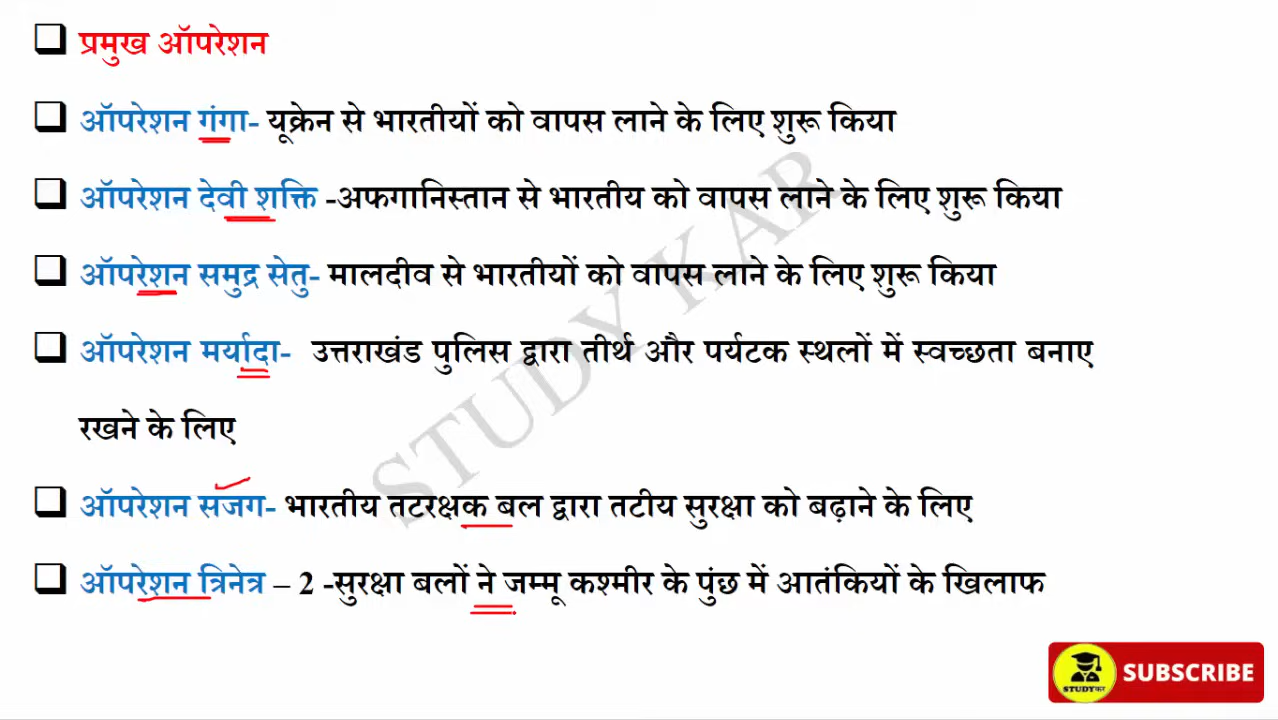 प्रमुख ऑपरेशन
ऑपरेशन गंगा- यूक्रेन से भारतीयों को वापस लाने के लिए शुरू किया
ऑपरेशन देवी शक्ति -अफगानिस्तान से भारतीय को वापस लाने के लिए शुरू किया
ऑपरेशन समुद्र सेतु- मालदीव से भारतीयों को वापस लाने के लिए शुरू किया
ऑपरेशन मर्यादा- उत्तराखंड पुलिस द्वारा तीर्थ और पर्यटक स्थलों में स्वच्छता बनाए
रखने के लिए
ऑपरेशन सजग- भारतीय तटरक्षक बल द्वारा तटीय सुरक्षा को बढ़ाने के लिए
ऑपरेशन त्रिनेत्र – 2 -सुरक्षा बलों ने जम्मू कश्मीर के पुंछ में आतंकियों के खिलाफ
STUDY KAR
STUDYकर
SUBSCRIBE